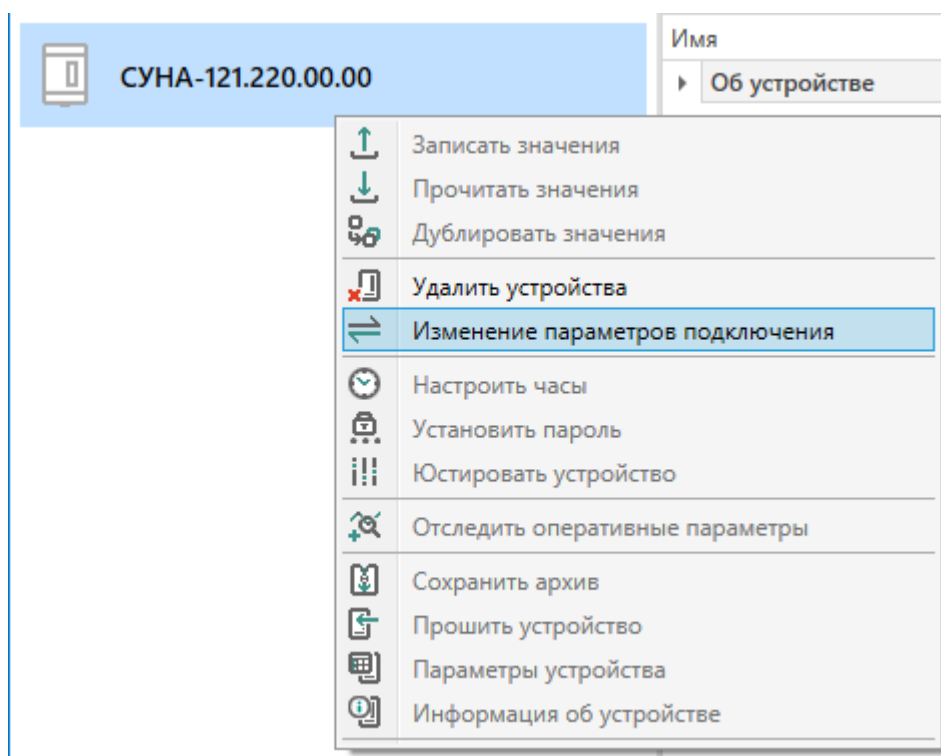 Имя
СУНА-121.220.00.00
Об устройстве
Записать значения
Прочитать значения
Дублировать значения
Удалить устройства
Изменение параметров подключения
Настроить часы
Установить пароль
Юстировать устройство
Отследить оперативные параметры
Сохранить архив
Прошить устройство
Параметры устройства
Информация об устройстве